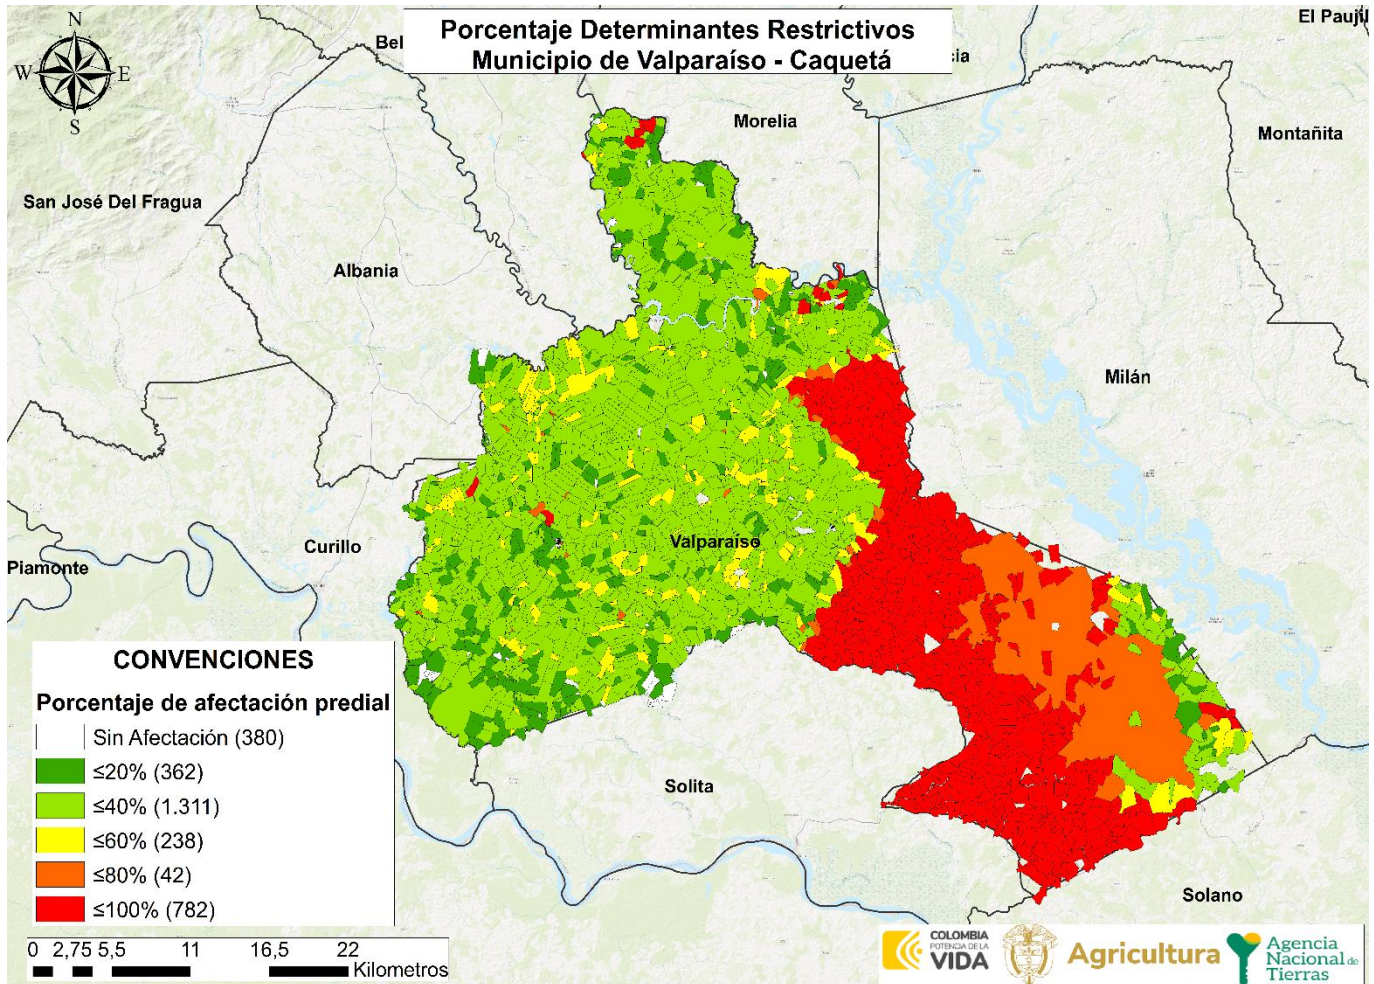 Porcentaje Determinantes Restrictivos
Municipio de Valparaíso - Caquetá
N
W
E
S
El Paujil
Bel
cia
Morelia
Montañita
San José Del Fragua
Albania
Milán
Valparaíso
Curillo
Piamonte
Solita
Solano
CONVENCIONES
Porcentaje de afectación predial
Sin Afectación (380)
≤20% (362)
≤40% (1.311)
≤60% (238)
≤80% (42)
≤100% (782)
0 2,75 5,5 11 16,5 22
Kilometros
COLOMBIA
POTENCIA DE LA
VIDA
Agricultura
Agencia
Nacional de
Tierras